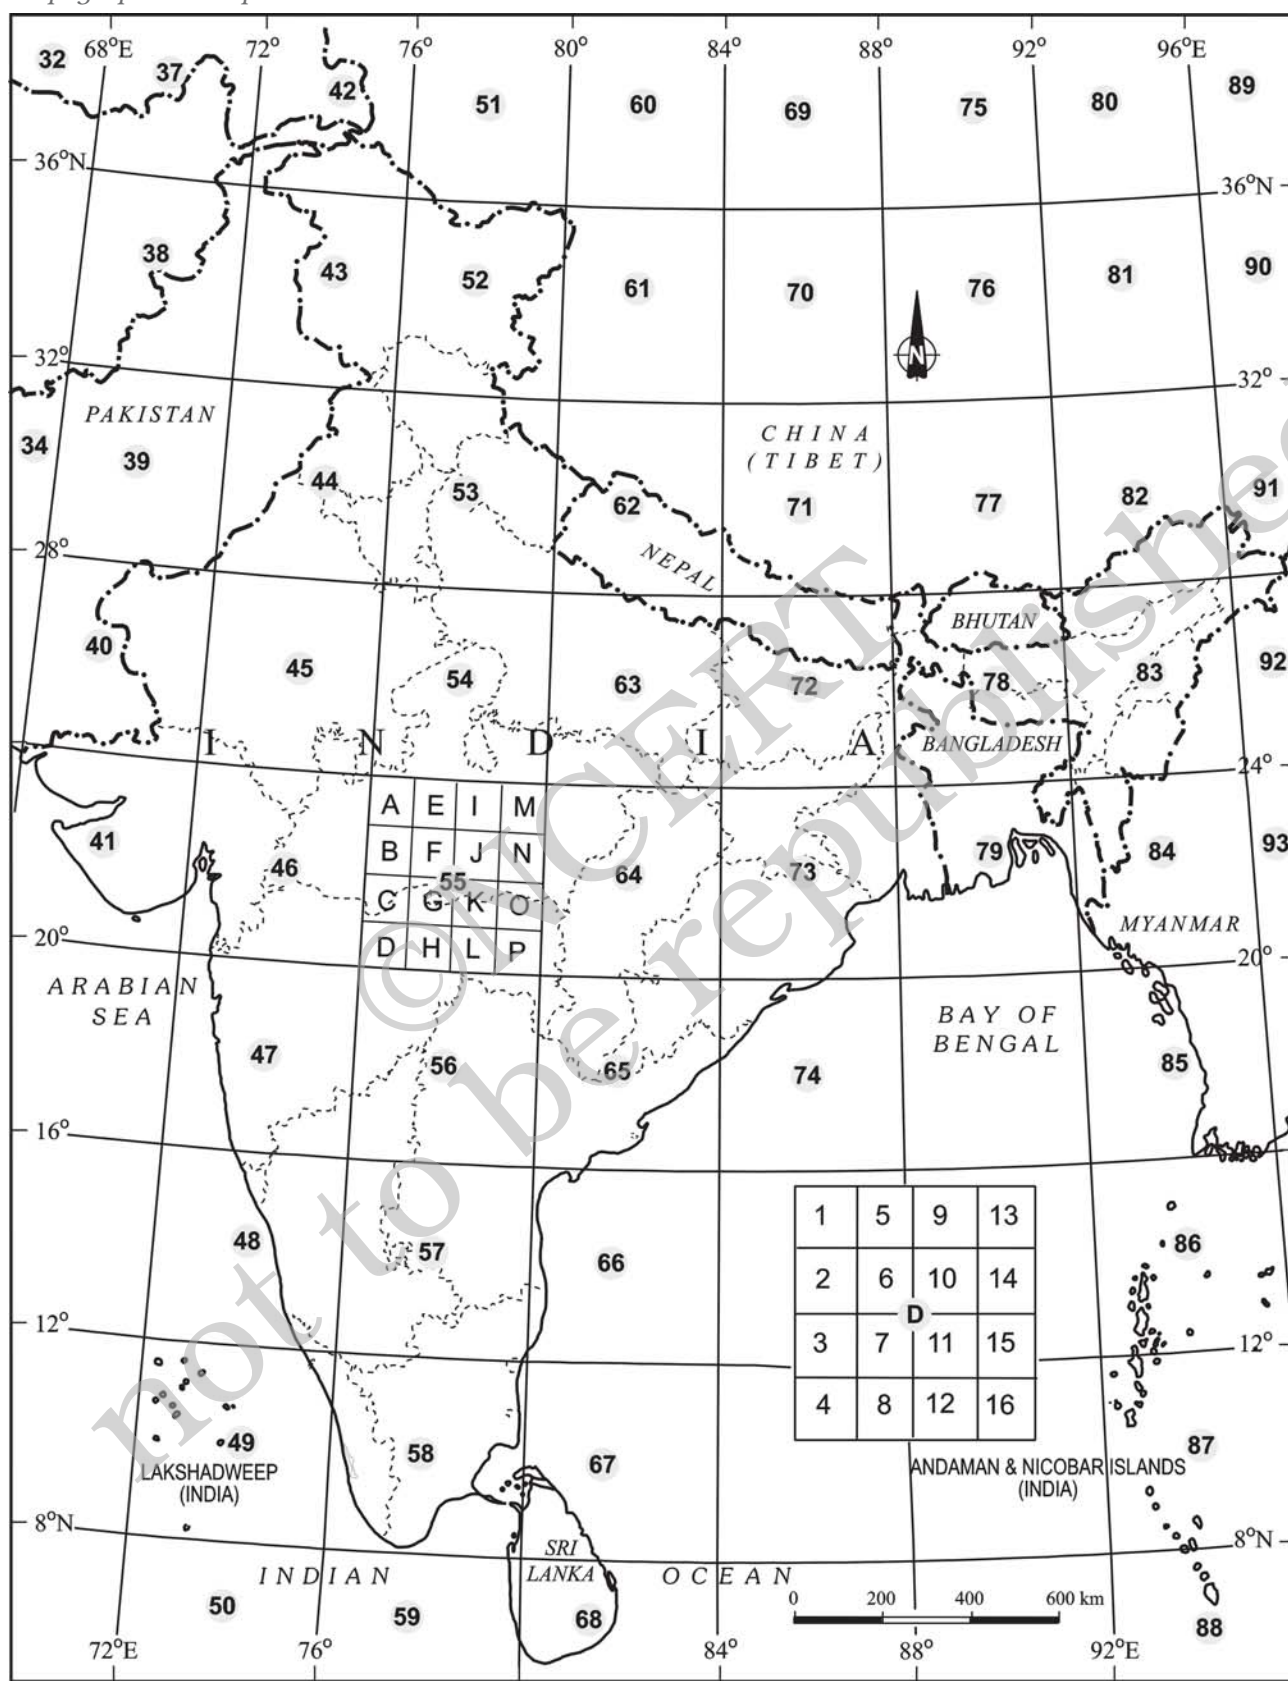 68°E 72° 76° 80° 84° 88° 92° 96°E
32 37 42 51 60 69 75 80 89
36°N 36°N
38 43 52 61 70 76 81 90
N
32° 32°
PAKISTAN
CHINA
(TIBET)
34 39 44 53 62 71 77 82 91
28°
NEPAL
BHUTAN
40 45 54 63 72 78 83 92
I N D I A
BANGLADESH
24°
A E I M
B F J N
55
C G K O
D H L P
41 46 64 73 79 84 93
MYANMAR
20° 20°
ARABIAN
SEA
BAY OF
BENGAL
47 56 65 74 85
16°
1 5 9 13
2 6 10 14
D
3 7 11 15
4 8 12 16
48 57 66 86
12° 12°
49 58 67 87
LAKSHADWEEP
(INDIA)
ANDAMAN & NICOBAR ISLANDS
(INDIA)
8°N 8°N
SRI
LANKA
INDIAN OCEAN
50 59 68 88
0 200 400 600 km
72°E 76° 84° 88° 92°E
©NCERT
not to be republished